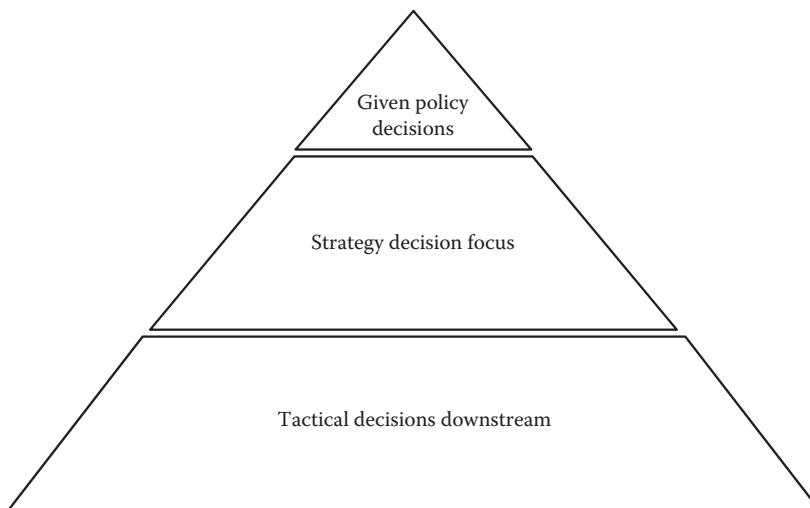 Given policy
decisions
Strategy decision focus
Tactical decisions downstream